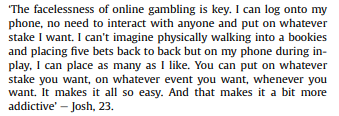 'The facelessness of online gambling is key. I can log onto my
phone, no need to interact with anyone and put on whatever
stake I want. I can't imagine physically walking into a bookies
and placing five bets back to back but on my phone during in-
play, I can place as many as I like. You can put on whatever
stake you want, on whatever event you want, whenever you
want. It makes it all so easy. And that makes it a bit more
addictive' – Josh, 23.